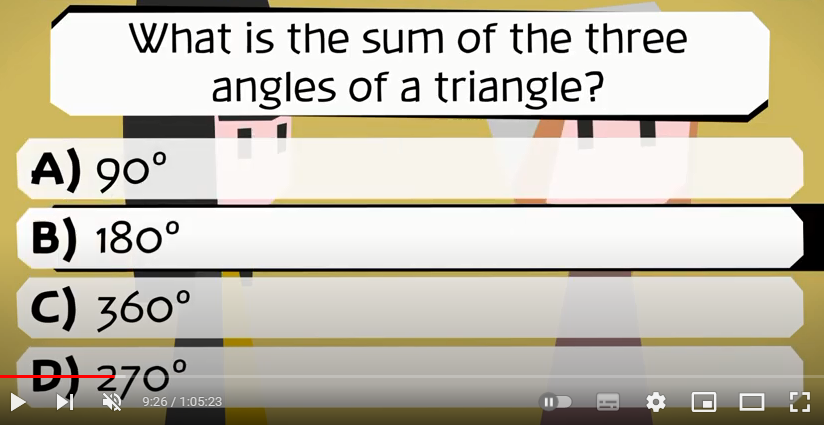 What is the sum of the three
angles of a triangle?
A) 90°
B) 180°
C) 360°
D) 270°
9:26 / 1:05:23